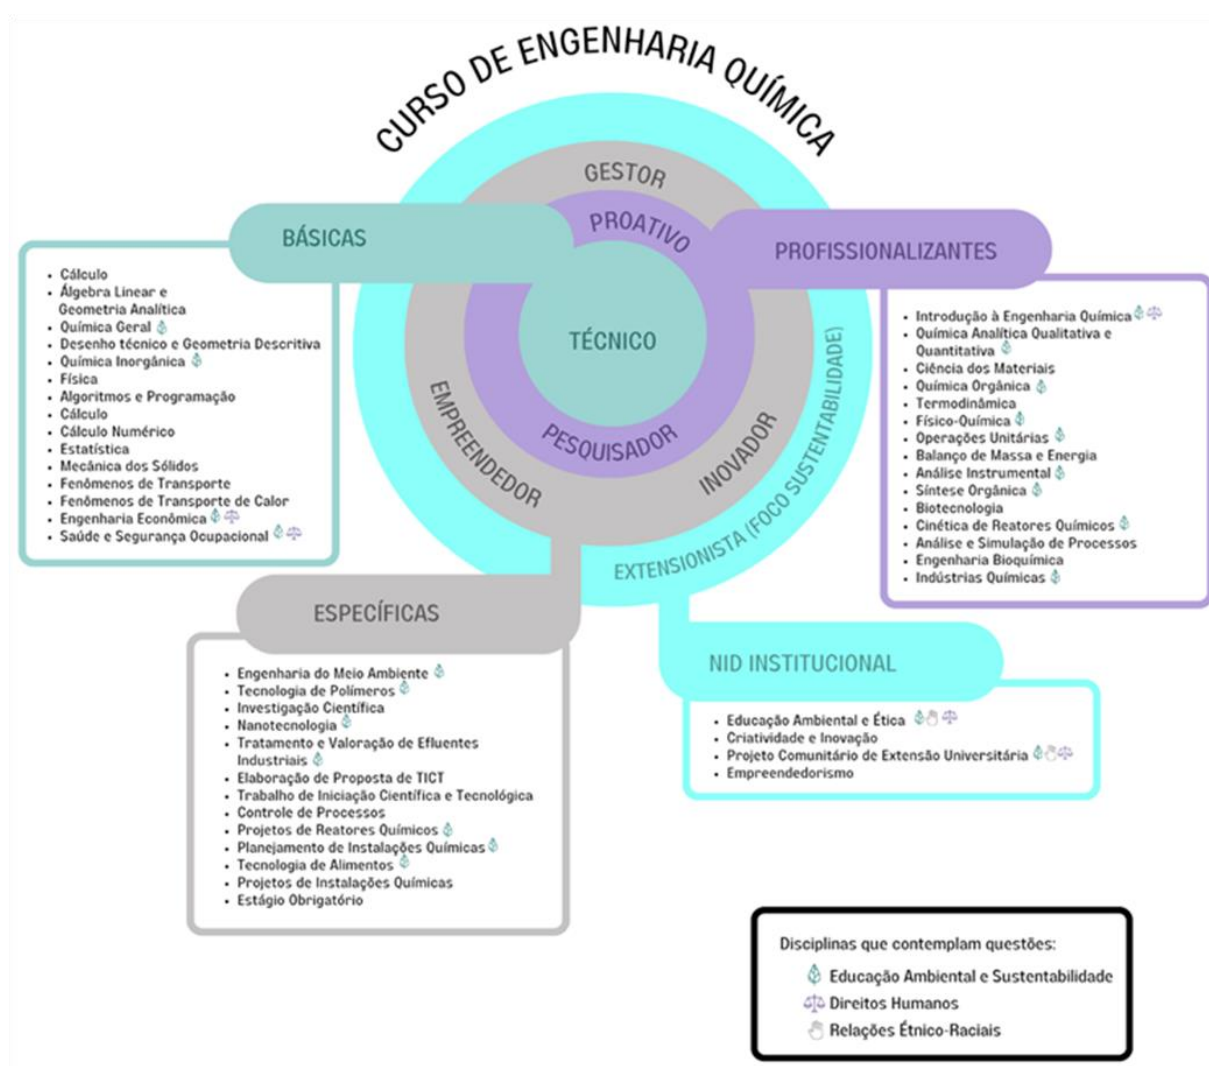 CURSO DE ENGENHARIA QUÍMICA
GESTOR
PROATIVO
TÉCNICO
PESQUISADOR
EMPREENDEDOR
INOVADOR
EXTENSIONISTA (FOCO SUSTENTABILIDADE)
BÁSICAS
• Cálculo
• Álgebra Linear e
Geometria Analítica
• Química Geral
• Desenho técnico e Geometria Descritiva
• Química Inorgânica
• Física
• Algoritmos e Programação
• Cálculo
• Cálculo Numérico
• Estatística
• Mecânica dos Sólidos
• Fenômenos de Transporte
• Fenômenos de Transporte de Calor
• Engenharia Econômica
• Saúde e Segurança Ocupacional
PROFISSIONALIZANTES
• Introdução à Engenharia Química
• Química Analítica Qualitativa e
Quantitativa
• Ciência dos Materiais
• Química Orgânica
• Termodinâmica
• Físico-Química
• Operações Unitárias
• Balanço de Massa e Energia
• Análise Instrumental
• Síntese Orgânica
• Biotecnologia
• Cinética de Reatores Químicos
• Análise e Simulação de Processos
• Engenharia Bioquímica
• Indústrias Químicas
ESPECÍFICAS
• Engenharia do Meio Ambiente
• Tecnologia de Polímeros
• Investigação Científica
• Nanotecnologia
• Tratamento e Valoração de Efluentes
Industriais
• Elaboração de Proposta de TICT
• Trabalho de Iniciação Científica e Tecnológica
• Controle de Processos
• Projetos de Reatores Químicos
• Planejamento de Instalações Químicas
• Tecnologia de Alimentos
• Projetos de Instalações Químicas
• Estágio Obrigatório
NID INSTITUCIONAL
• Educação Ambiental e Ética
• Criatividade e Inovação
• Projeto Comunitário de Extensão Universitária
• Empreendedorismo
Disciplinas que contemplam questões:
Educação Ambiental e Sustentabilidade
Direitos Humanos
Relações Étnico-Raciais